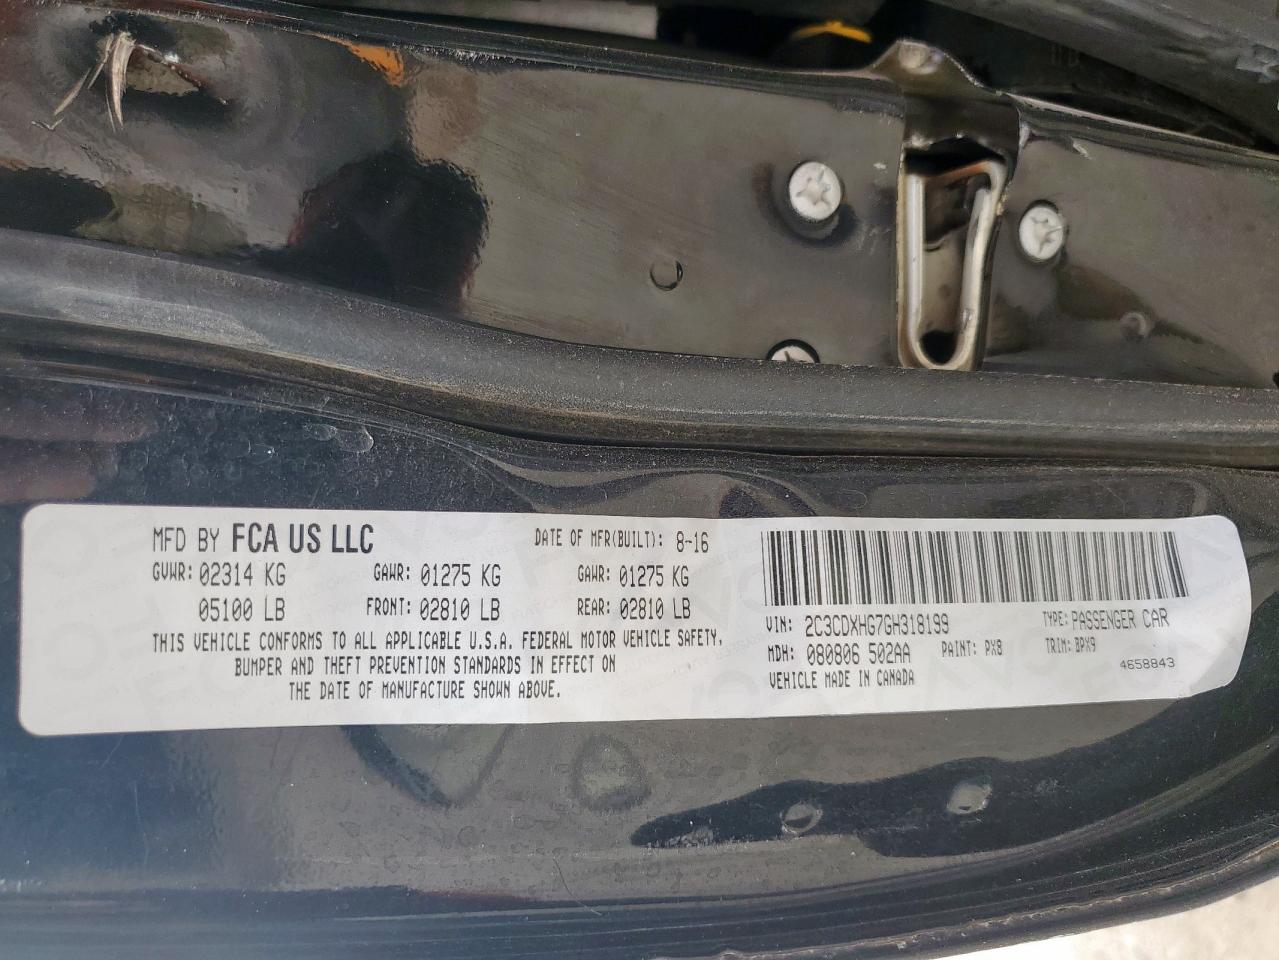 MFD BY FCA US LLC DATE OF MFR(BUILT): 8-16
GVWR: 02314 KG GAWR: 01275 KG GAWR: 01275 KG
05100 LB FRONT: 02810 LB REAR: 02810 LB
THIS VEHICLE CONFORMS TO ALL APPLICABLE U.S.A. FEDERAL MOTOR VEHICLE SAFETY,
BUMPER AND THEFT PREVENTION STANDARDS IN EFFECT ON
THE DATE OF MANUFACTURE SHOWN ABOVE.
VIN: 2C3CDXHG7GH318199 TYPE: PASSENGER CAR
MDH: 080806 502AA PAINT: PX8 TRIM: BPX9
VEHICLE MADE IN CANADA 4658843